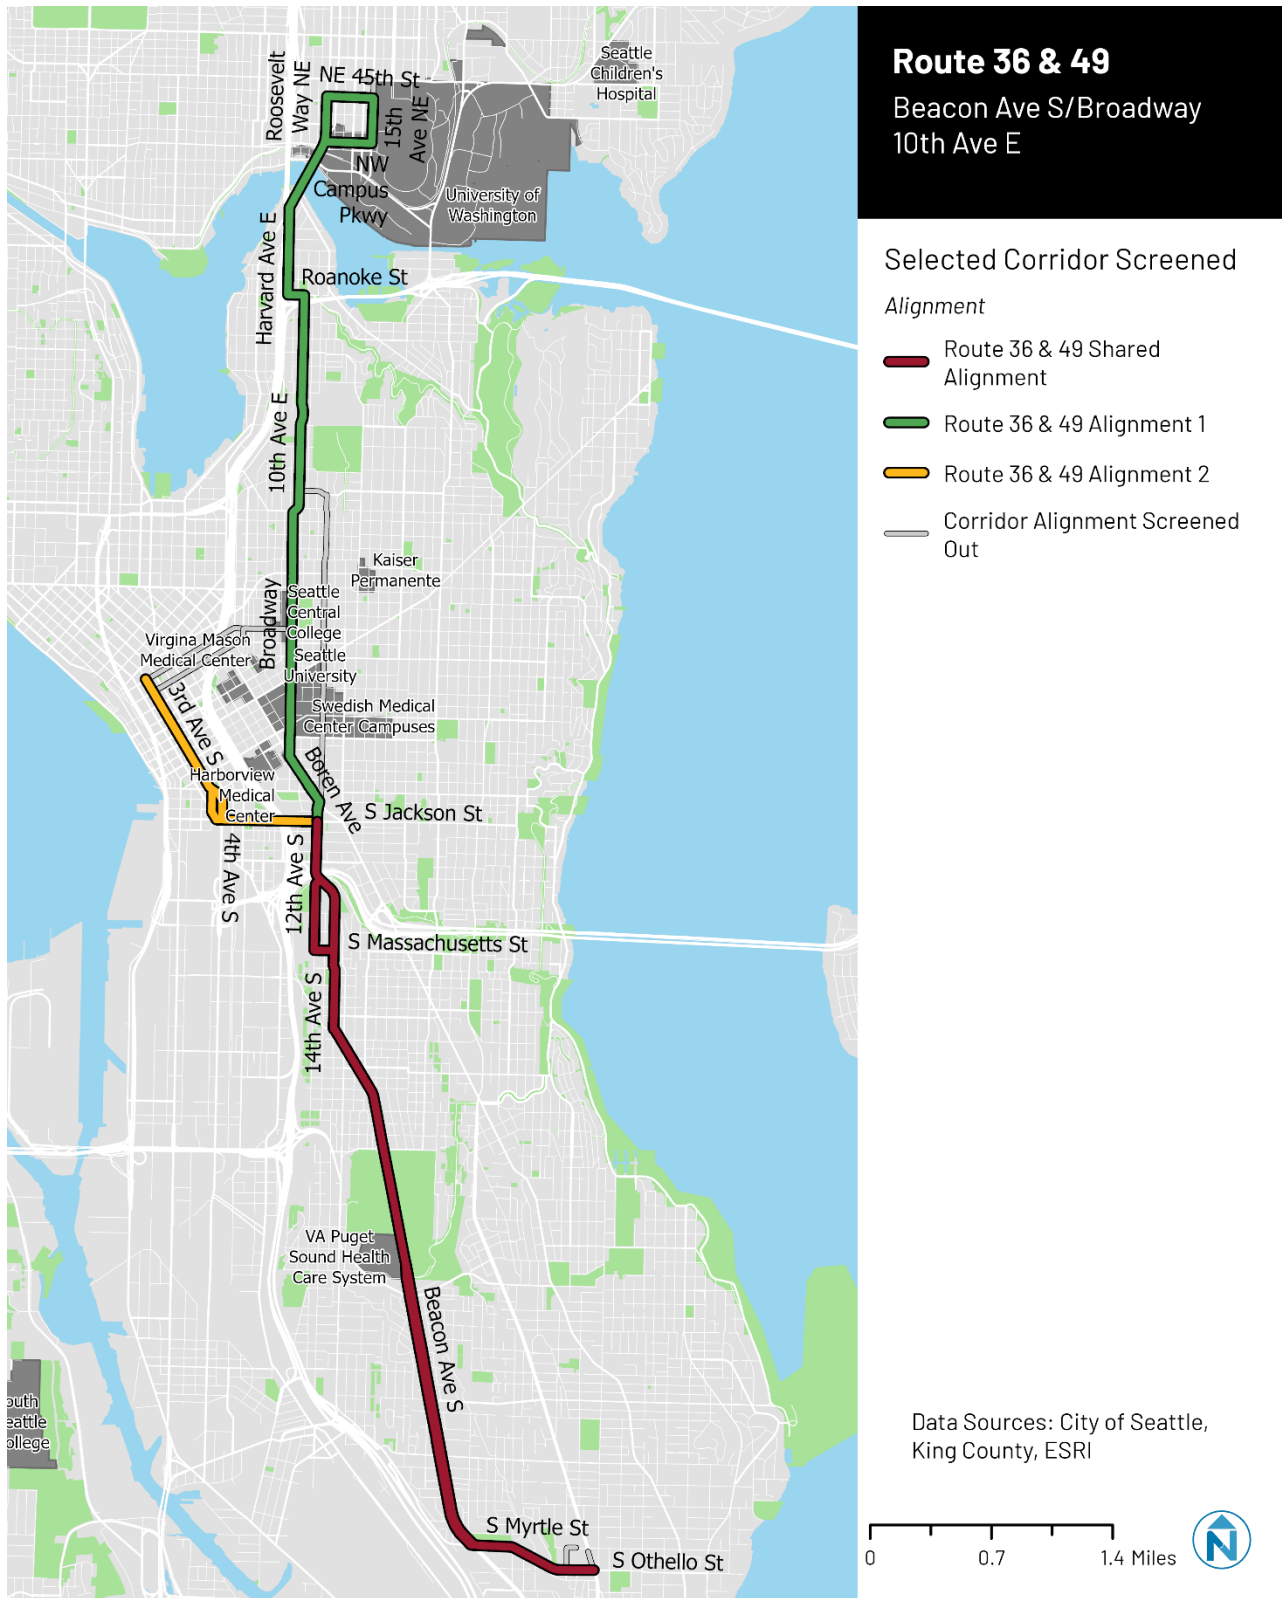 Route 36 & 49
Beacon Ave S/Broadway
10th Ave E
Selected Corridor Screened
Alignment
Route 36 & 49 Shared
Alignment
Route 36 & 49 Alignment 1
Route 36 & 49 Alignment 2
Corridor Alignment Screened
Out
Seattle
Children's
Hospital
NE 45th St
Roosevelt
Way NE
15th
Ave NE
NW
Campus
Pkwy
University of
Washington
Harvard Ave E
Roanoke St
10th Ave E
Kaiser
Permanente
Broadway
Seattle
Central
College
Virgina Mason
Medical Center
Seattle
University
3rd Ave S
Swedish Medical
Center Campuses
Harborview
Medical
Center
Boren Ave
S Jackson St
4th Ave S
12th Ave S
S Massachusetts St
14th Ave S
VA Puget
Sound Health
Care System
Beacon Ave S
outh
eattle
ollege
S Myrtle St
S Othello St
Data Sources: City of Seattle,
King County, ESRI
0 0.7 1.4 Miles
N